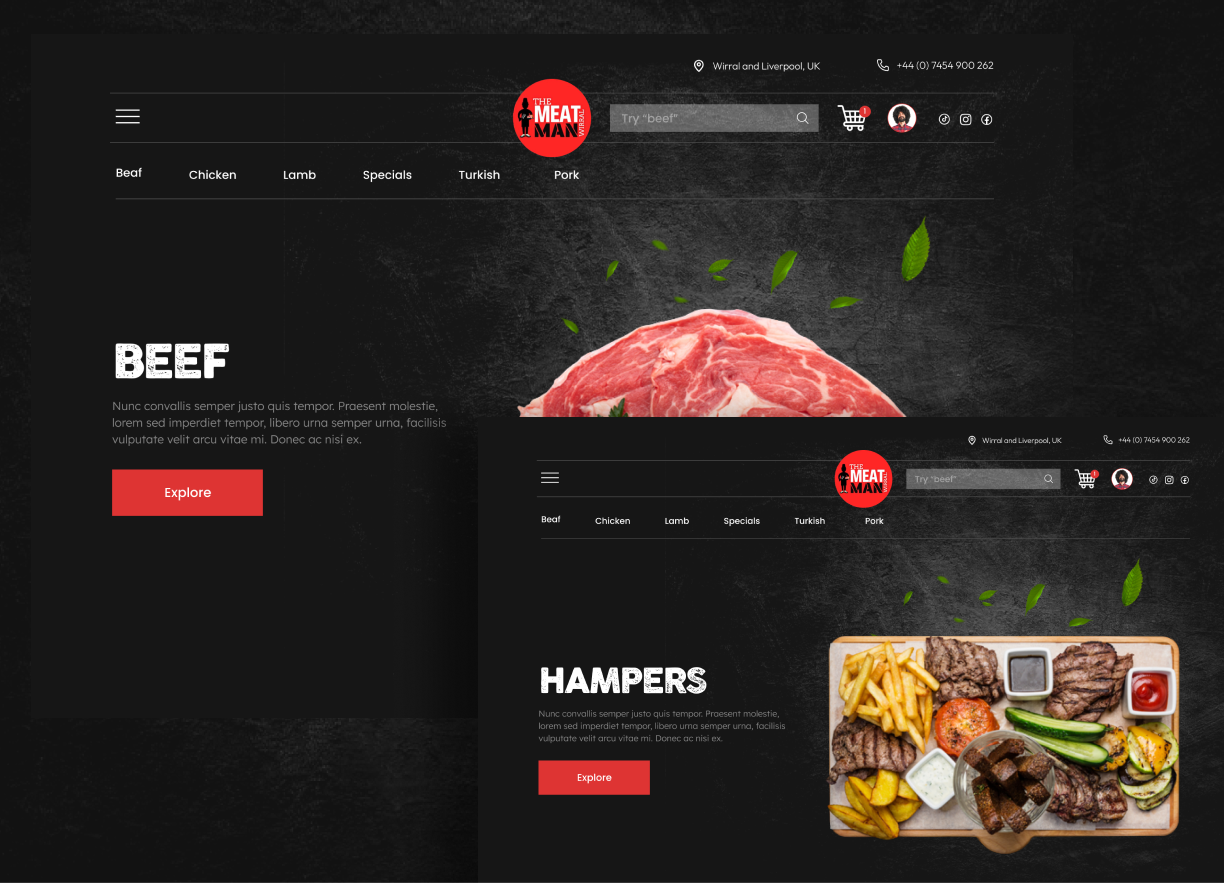 Wirral and Liverpool, UK
+44 (0) 7454 900 262
THE
MEAT
MAN
WIRRAL
Try "beef"
1
Beaf
Chicken
Lamb
Specials
Turkish
Pork
BEEF
Nunc convallis semper justo quis tempor. Praesent molestie,
lorem sed imperdiet tempor, libero urna semper urna, facilisis
vulputate velit arcu vitae mi. Donec ac nisi ex.
Explore
Wirral and Liverpool, UK
+44 (0) 7454 900 262
THE
MEAT
MAN
WIRRAL
Try "beef"
1
Beaf
Chicken
Lamb
Specials
Turkish
Pork
HAMPERS
Nunc convallis semper justo quis tempor. Praesent molestie,
lorem sed imperdiet tempor, libero urna semper urna, facilisis
vulputate velit arcu vitae mi. Donec ac nisi ex.
Explore